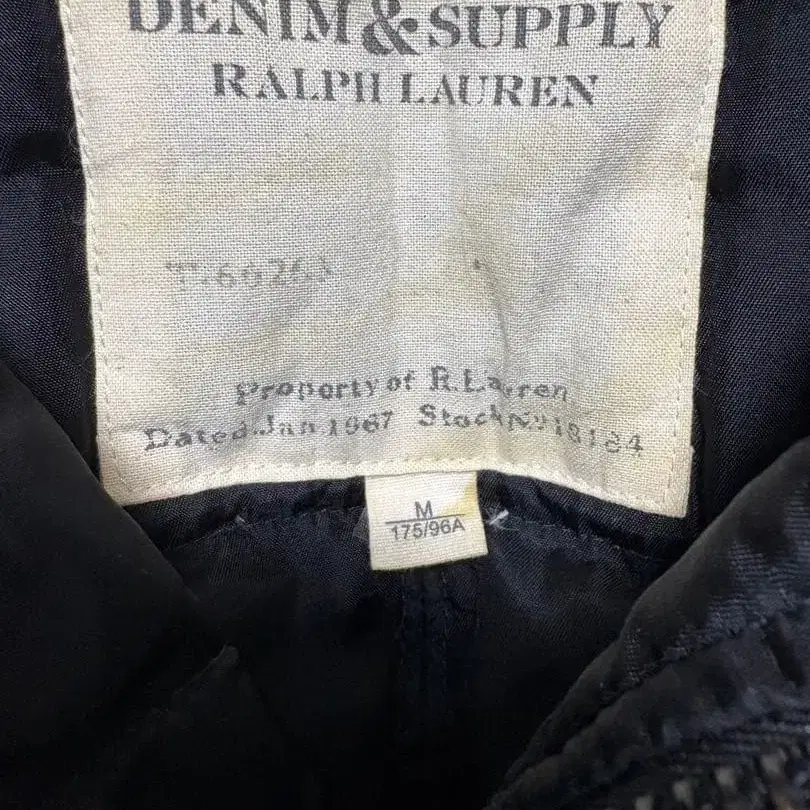 DENIM & SUPPLY
RALPH LAUREN
Property of R.Lauren
Dated Jan 1967 Stock No 18184
M
175/96A